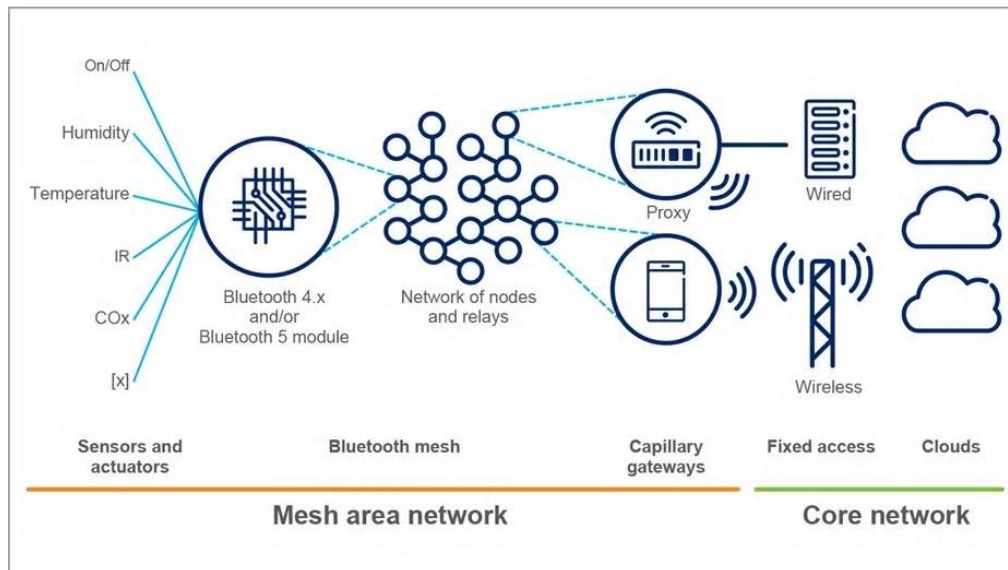 On/Off
Humidity
Temperature
IR
COx
[x]
Bluetooth 4.x
and/or
Bluetooth 5 module
Network of nodes
and relays
Proxy
Wired
Wireless
Sensors and
actuators
Bluetooth mesh
Capillary
gateways
Fixed access
Clouds
Mesh area network
Core network